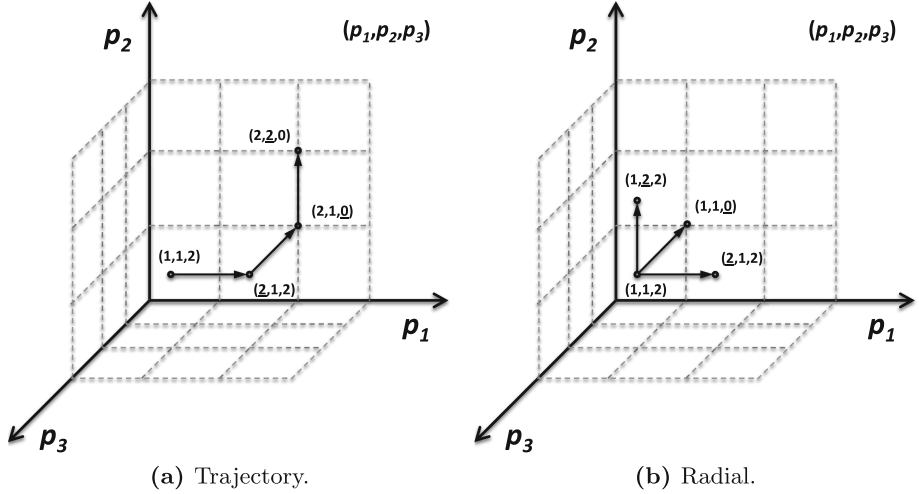 p₂
(p₁,p₂,p₃)
(2,2,0)
(2,1,0)
(1,1,2)
(2,1,2)
p₁
p₃
(a) Trajectory.
p₂
(p₁,p₂,p₃)
(1,2,2)
(1,1,0)
(2,1,2)
(1,1,2)
p₁
p₃
(b) Radial.